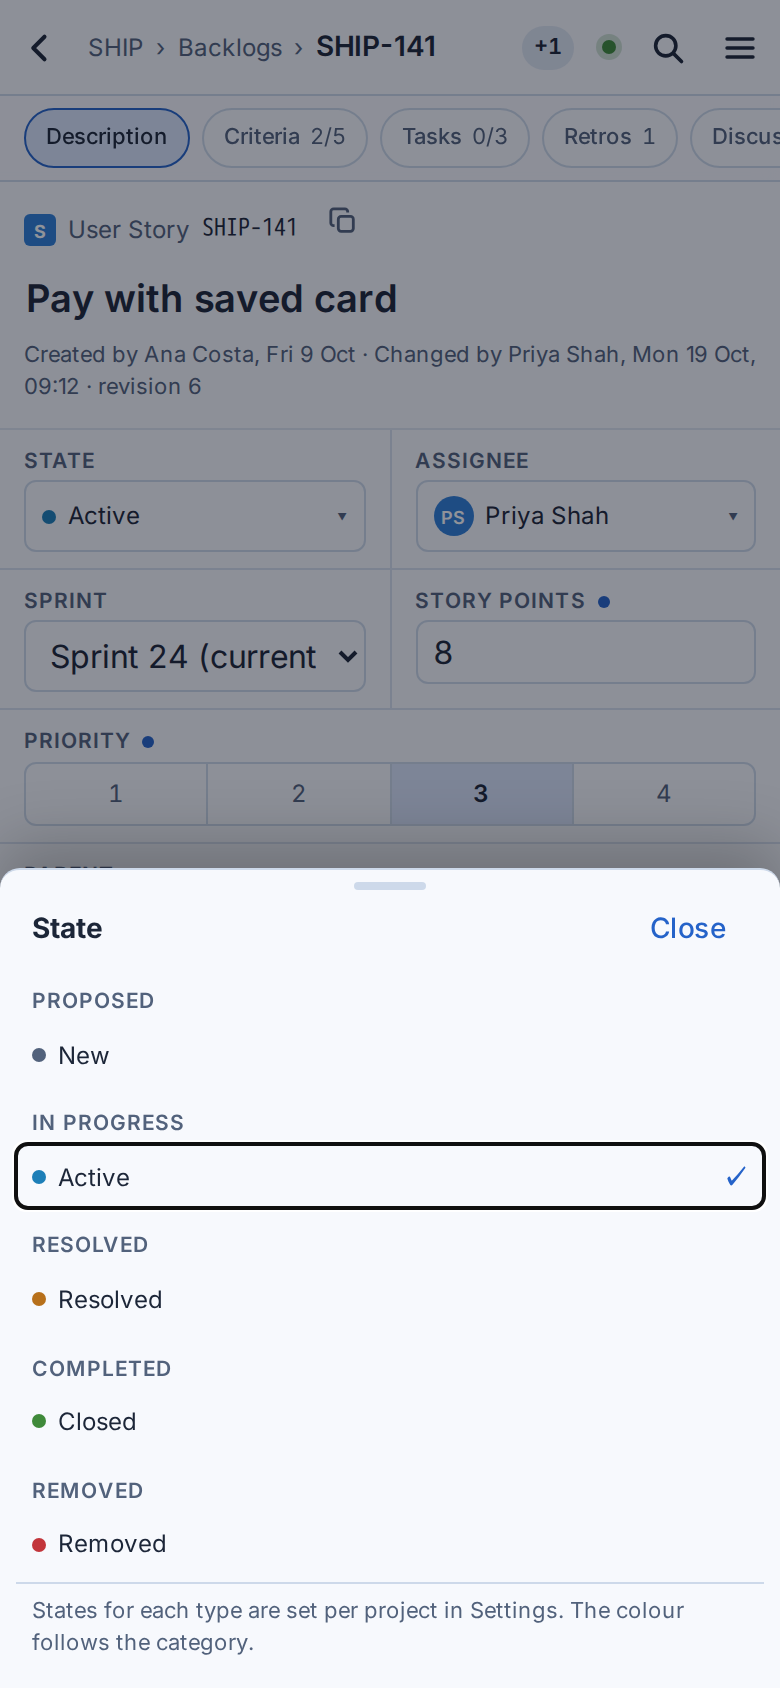 SHIP › Backlogs › SHIP-141 +1
Description Criteria 2/5 Tasks 0/3 Retros 1 Discus
S User Story SHIP-141
Pay with saved card
Created by Ana Costa, Fri 9 Oct · Changed by Priya Shah, Mon 19 Oct,
09:12 · revision 6
STATE ASSIGNEE
Active PS Priya Shah
SPRINT STORY POINTS
Sprint 24 (current 8
PRIORITY
1 2 3 4
PARENT
State Close
PROPOSED
New
IN PROGRESS
Active ✓
RESOLVED
Resolved
COMPLETED
Closed
REMOVED
Removed
States for each type are set per project in Settings. The colour
follows the category.